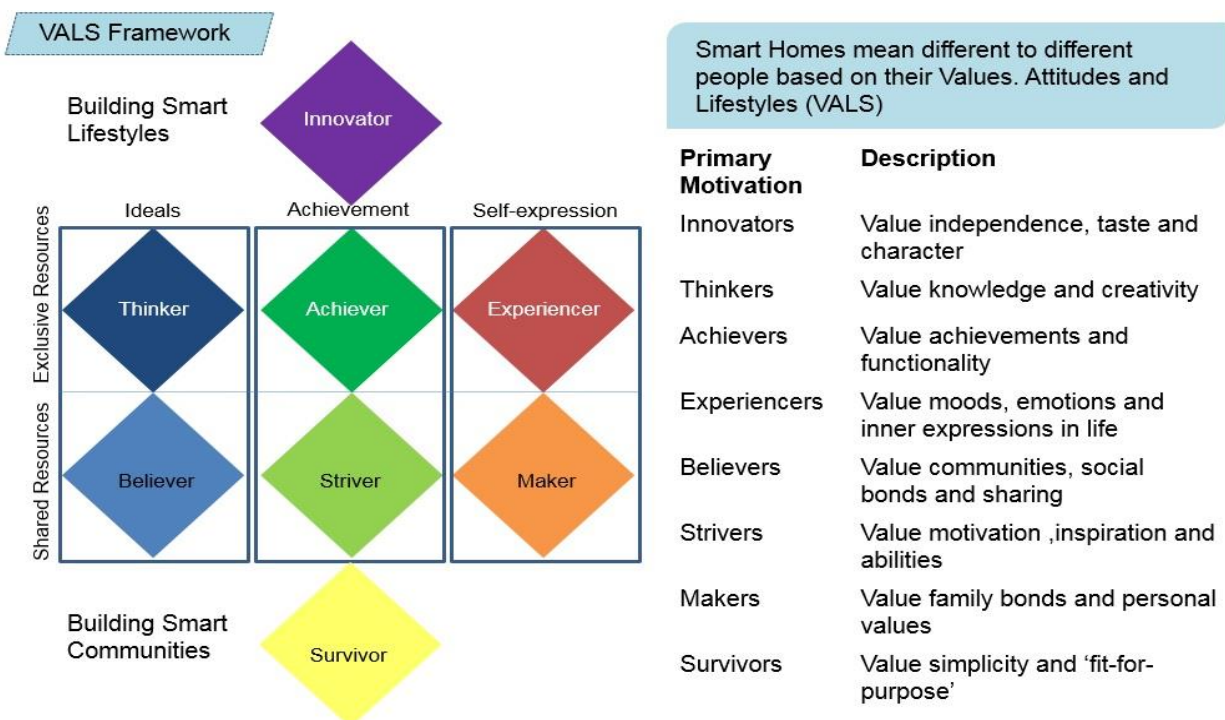 VALS Framework
Building Smart
Lifestyles
Innovator
Ideals
Achievement
Self-expression
Exclusive Resources
Thinker
Achiever
Experiencer
Shared Resources
Believer
Striver
Maker
Building Smart
Communities
Survivor
Smart Homes mean different to different
people based on their Values. Attitudes and
Lifestyles (VALS)
Primary
Motivation
Description
Innovators
Value independence, taste and
character
Thinkers
Value knowledge and creativity
Achievers
Value achievements and
functionality
Experiencers
Value moods, emotions and
inner expressions in life
Believers
Value communities, social
bonds and sharing
Strivers
Value motivation ,inspiration and
abilities
Makers
Value family bonds and personal
values
Survivors
Value simplicity and ‘fit-for-
purpose’